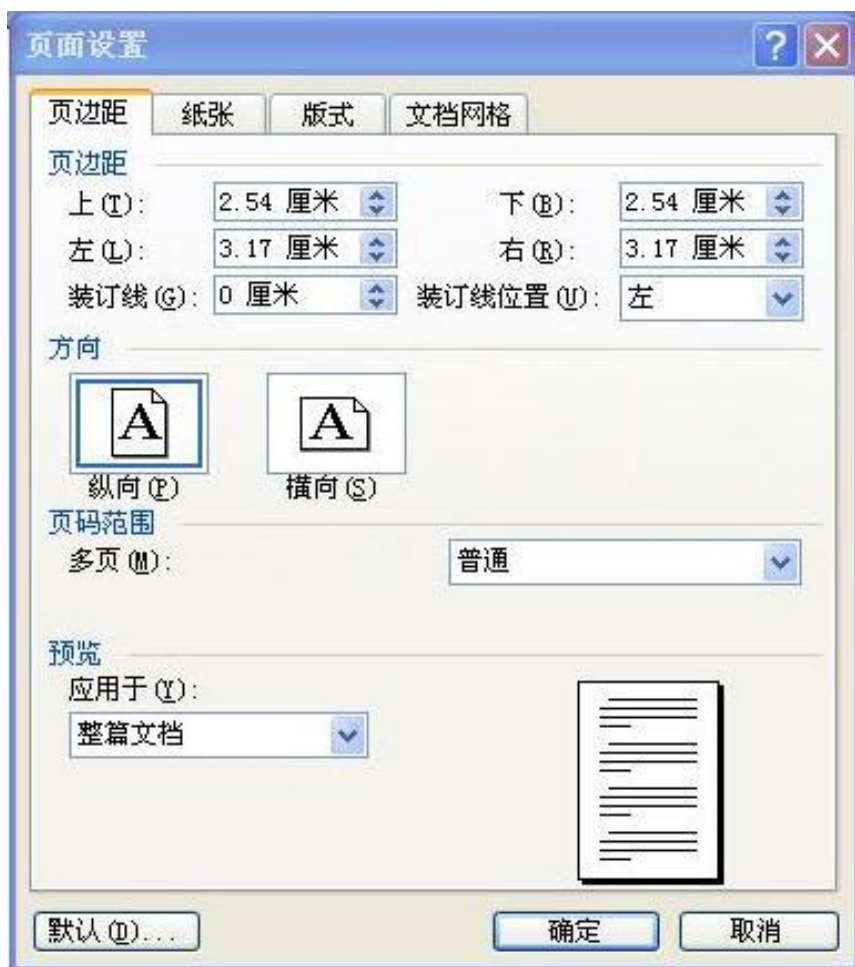 页面设置
页边距 纸张 版式 文档网格
页边距
上(T): 2.54 厘米 下(B): 2.54 厘米
左(L): 3.17 厘米 右(R): 3.17 厘米
装订线(G): 0 厘米 装订线位置(U): 左
方向
A A
纵向(P) 横向(S)
页码范围
多页(M): 普通
预览
应用于(Y):
整篇文档
默认(D)... 确定 取消